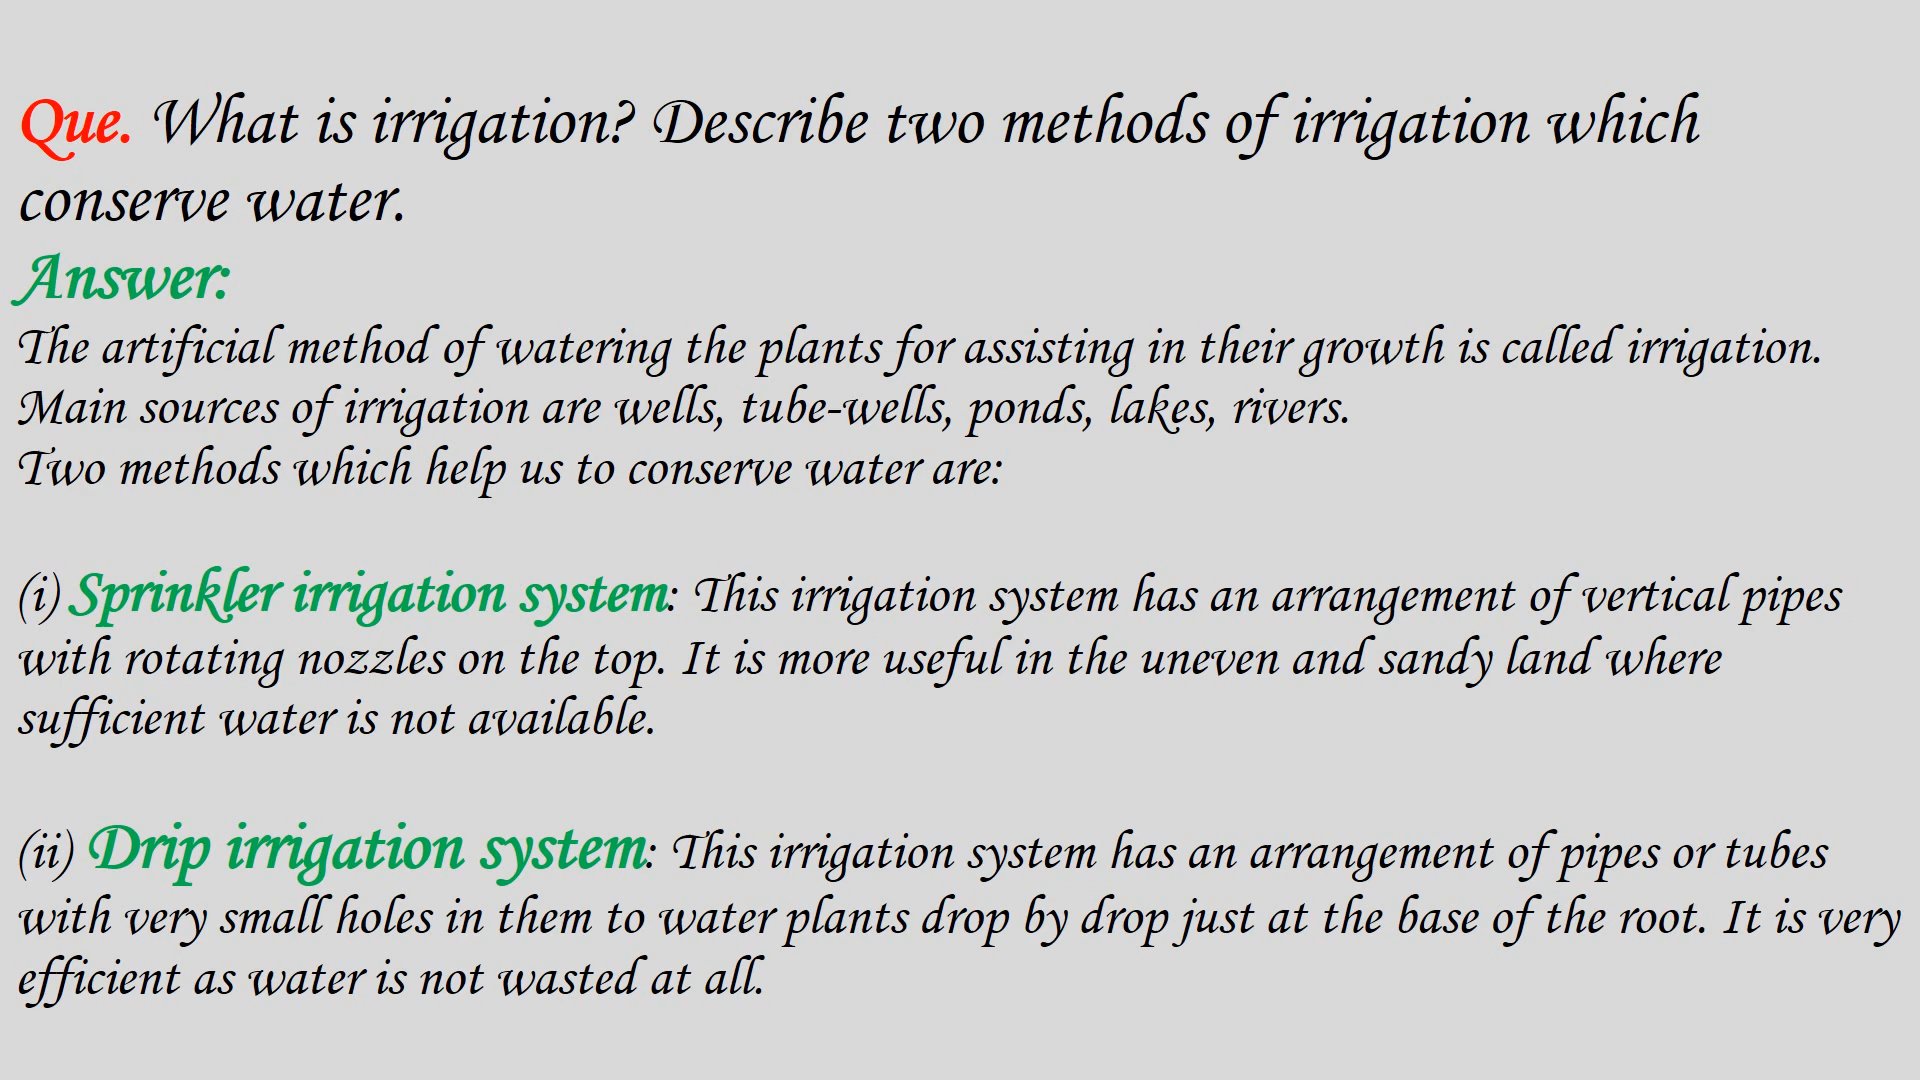 Que. What is irrigation? Describe two methods of irrigation which
conserve water.
Answer:
The artificial method of watering the plants for assisting in their growth is called irrigation.
Main sources of irrigation are wells, tube-wells, ponds, lakes, rivers.
Two methods which help us to conserve water are:
(i) Sprinkler irrigation system: This irrigation system has an arrangement of vertical pipes
with rotating nozzles on the top. It is more useful in the uneven and sandy land where
sufficient water is not available.
(ii) Drip irrigation system: This irrigation system has an arrangement of pipes or tubes
with very small holes in them to water plants drop by drop just at the base of the root. It is very
efficient as water is not wasted at all.